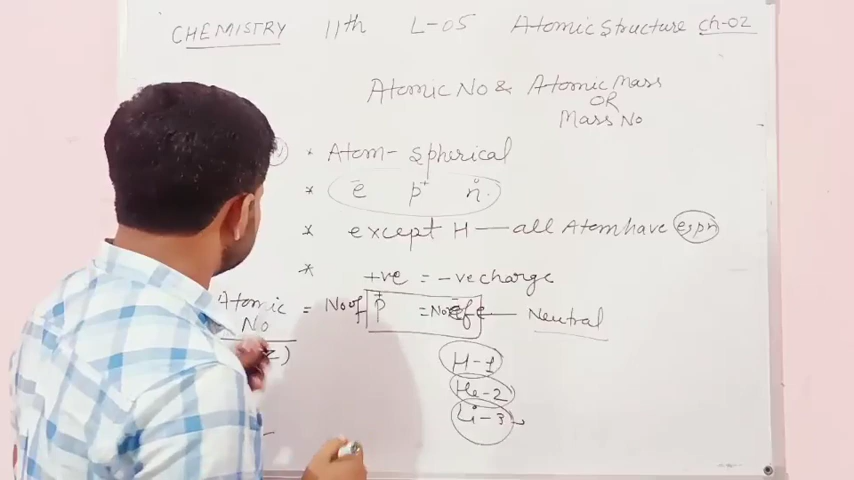 CHEMISTRY 11th L-05 Atomic Structure ch-02
Atomic No & Atomic Mass
OR
Mass No
* Atom- Spherical
* e̅ p⁺ n°
* except H — all Atom have e,p,n
* +ve = -ve charge
Atomic No = No of p⁺ = No of e̅ — Neutral
(Z)
H-1
He-2
Li-3